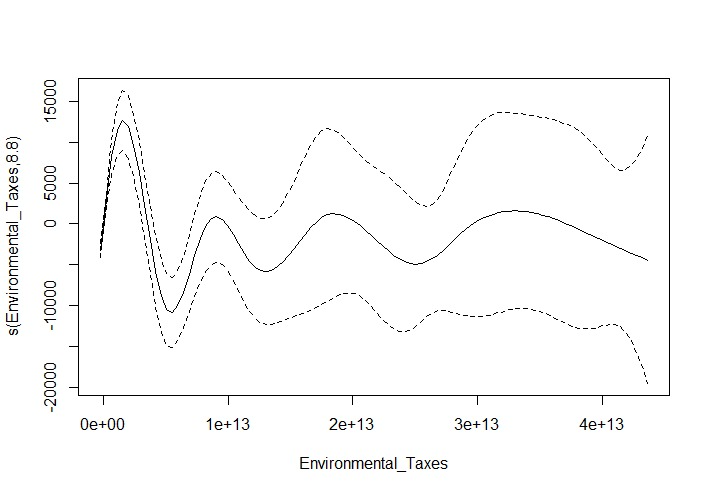 s(Environmental_Taxes,8.8)
15000
5000
0
-10000
-20000
0e+00 1e+13 2e+13 3e+13 4e+13
Environmental_Taxes